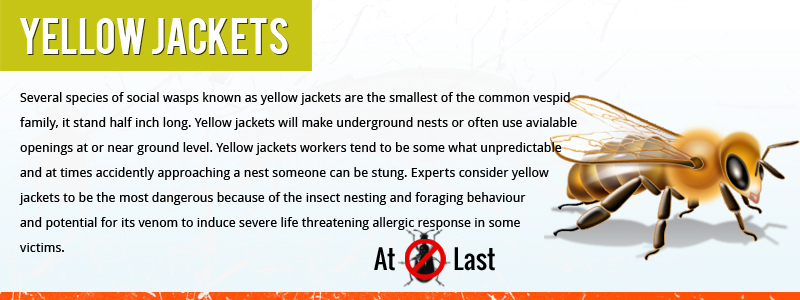 YELLOW JACKETS
Several species of social wasps known as yellow jackets are the smallest of the common vespid
family, it stand half inch long. Yellow jackets will make underground nests or often use avialable
openings at or near ground level. Yellow jackets workers tend to be some what unpredictable
and at times accidently approaching a nest someone can be stung. Experts consider yellow
jackets to be the most dangerous because of the insect nesting and foraging behaviour
and potential for its venom to induce severe life threatening allergic response in some
victims.
At Last